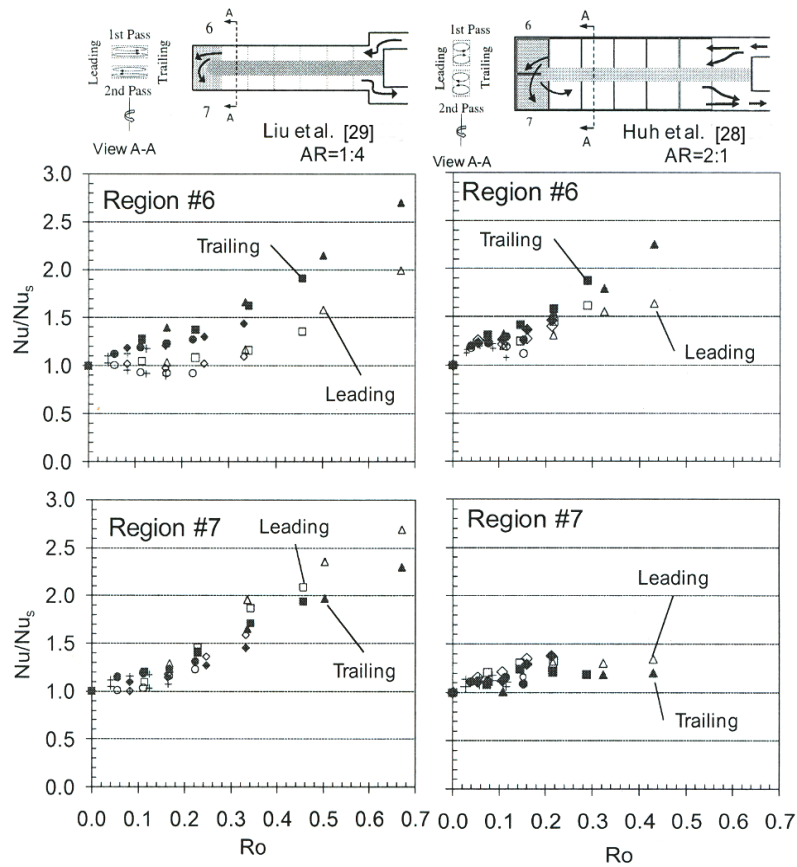 1st Pass
Leading
Trailing
2nd Pass
View A-A
6
A
7
A
Liu et al. [29]
AR=1:4
1st Pass
Leading
Trailing
2nd Pass
View A-A
6
A
7
A
Huh et al. [28]
AR=2:1
Region #6
Trailing
Leading
Nu/Nus
3.0
2.5
2.0
1.5
1.0
0.5
0.0
Region #6
Trailing
Leading
Region #7
Leading
Trailing
Nu/Nus
3.0
2.5
2.0
1.5
1.0
0.5
0.0
0.0 0.1 0.2 0.3 0.4 0.5 0.6 0.7
Ro
Region #7
Leading
Trailing
0.0 0.1 0.2 0.3 0.4 0.5 0.6 0.7
Ro